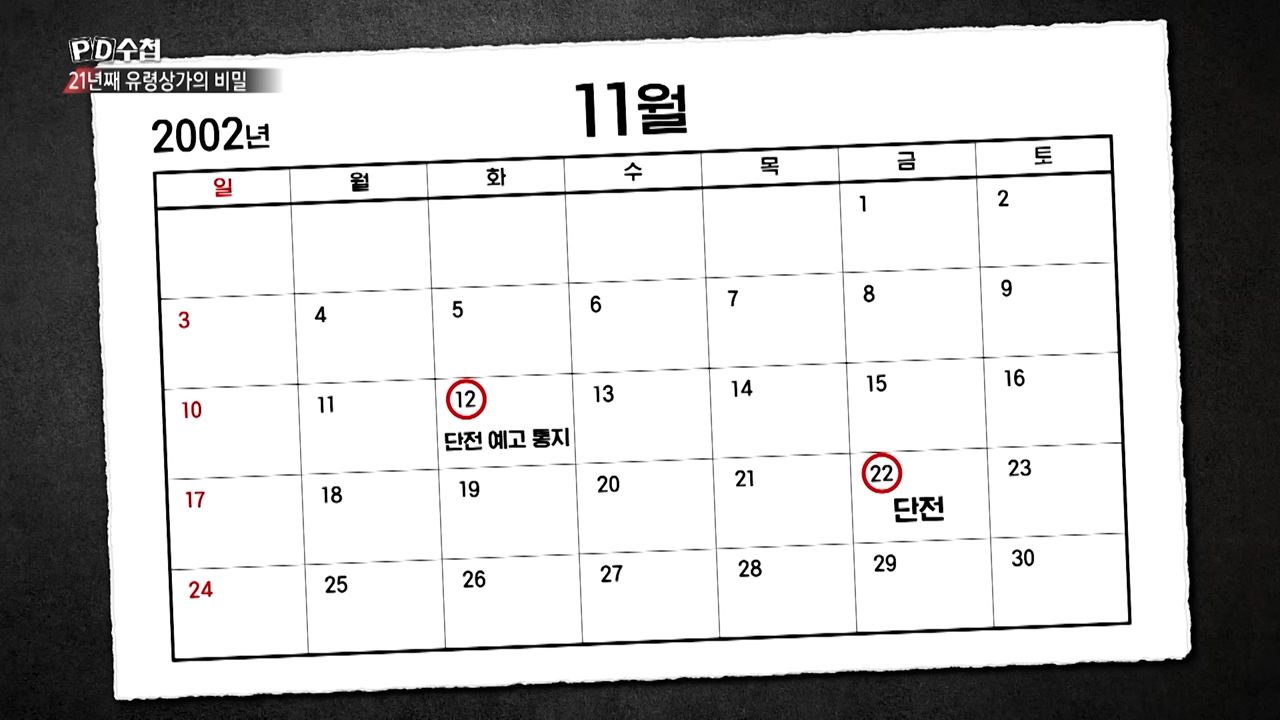 PD수첩
21년째 유령상가의 비밀
11월
2002년
일 월 화 수 목 금 토
1 2
3 4 5 6 7 8 9
10 11 12 13 14 15 16
단전 예고 통지
17 18 19 20 21 22 23
단전
24 25 26 27 28 29 30